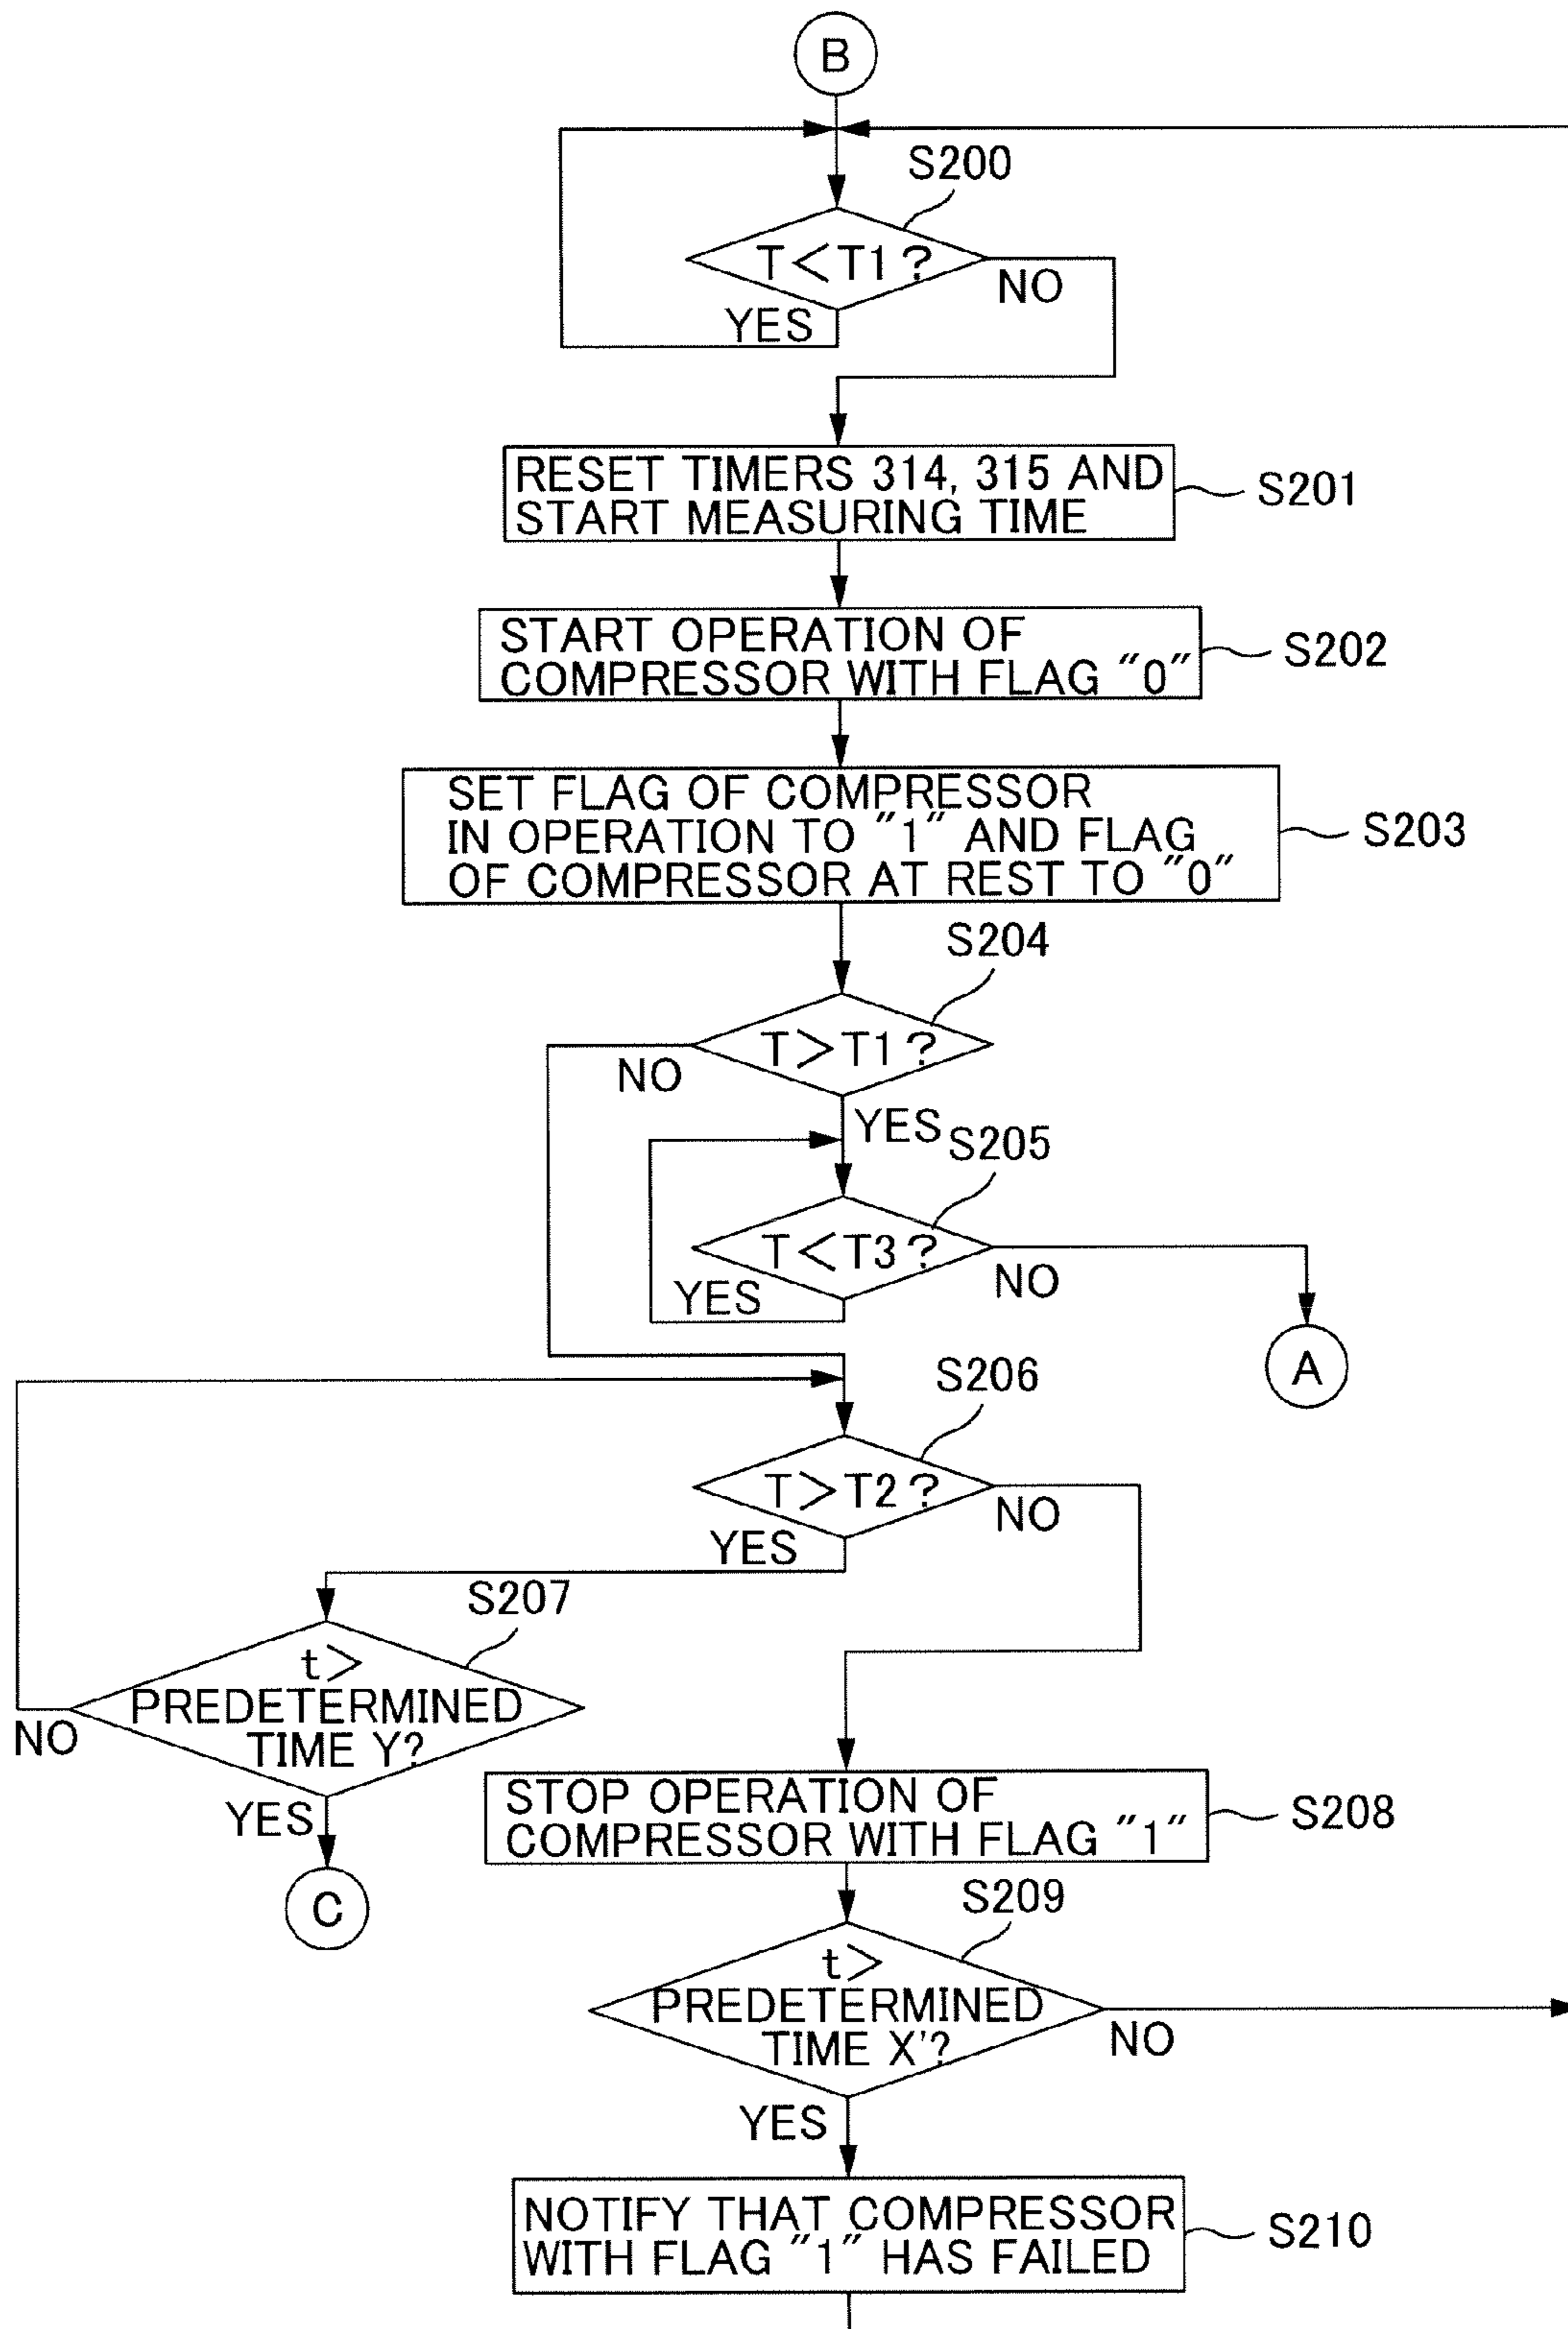 B
S200
T<T1?
NO
YES
RESET TIMERS 314, 315 AND
START MEASURING TIME
S201
START OPERATION OF
COMPRESSOR WITH FLAG "0"
S202
SET FLAG OF COMPRESSOR
IN OPERATION TO "1" AND FLAG
OF COMPRESSOR AT REST TO "0"
S203
S204
T>T1?
NO
YES
S205
T<T3?
YES
NO
A
S206
T>T2?
NO
YES
S207
t>
PREDETERMINED
TIME Y?
NO
YES
C
STOP OPERATION OF
COMPRESSOR WITH FLAG "1"
S208
S209
t>
PREDETERMINED
TIME X'?
NO
YES
NOTIFY THAT COMPRESSOR
WITH FLAG "1" HAS FAILED
S210